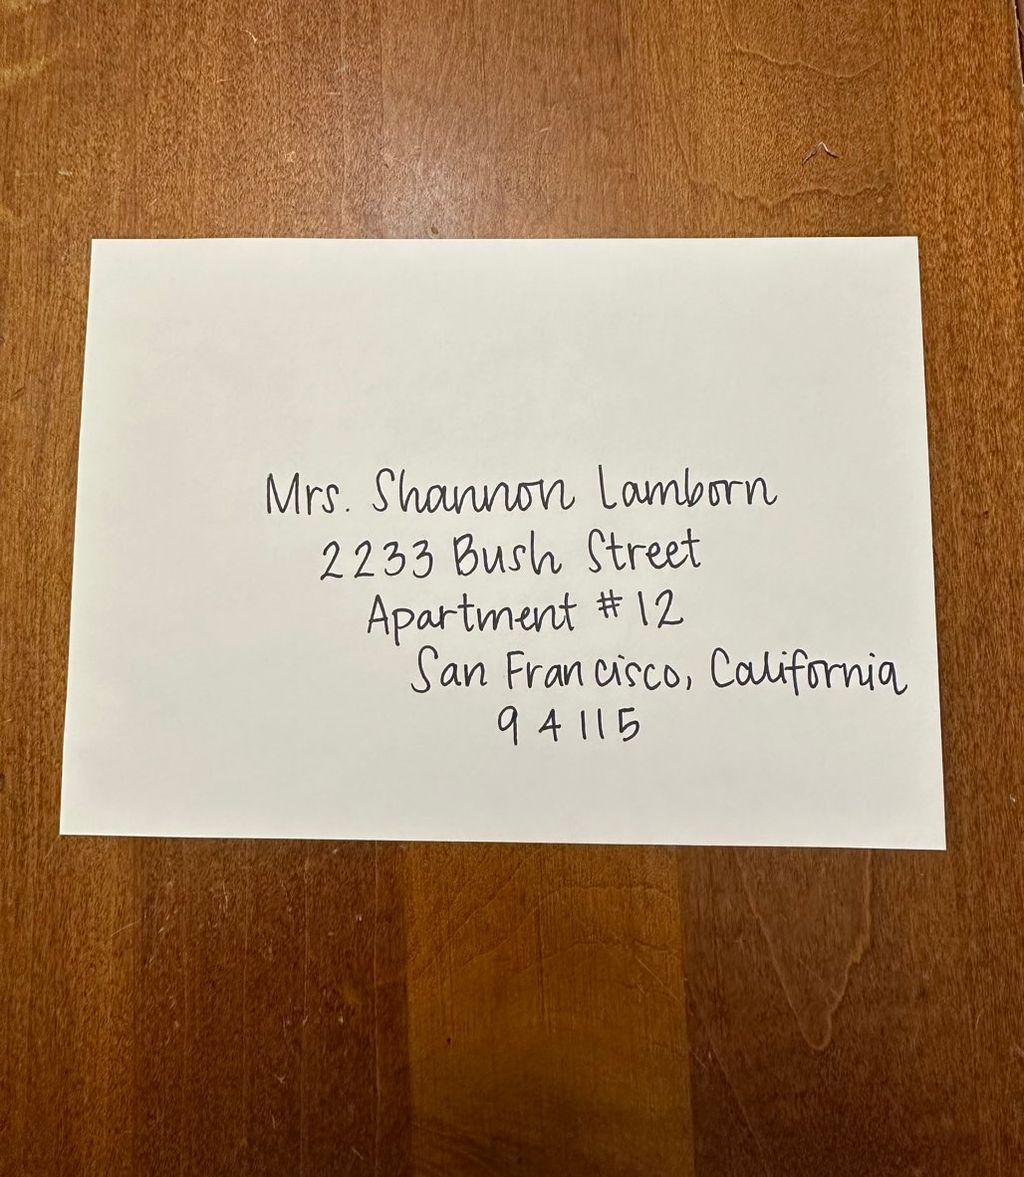 Mrs. Shannon Lamborn
2233 Bush Street
Apartment #12
San Francisco, California
94115